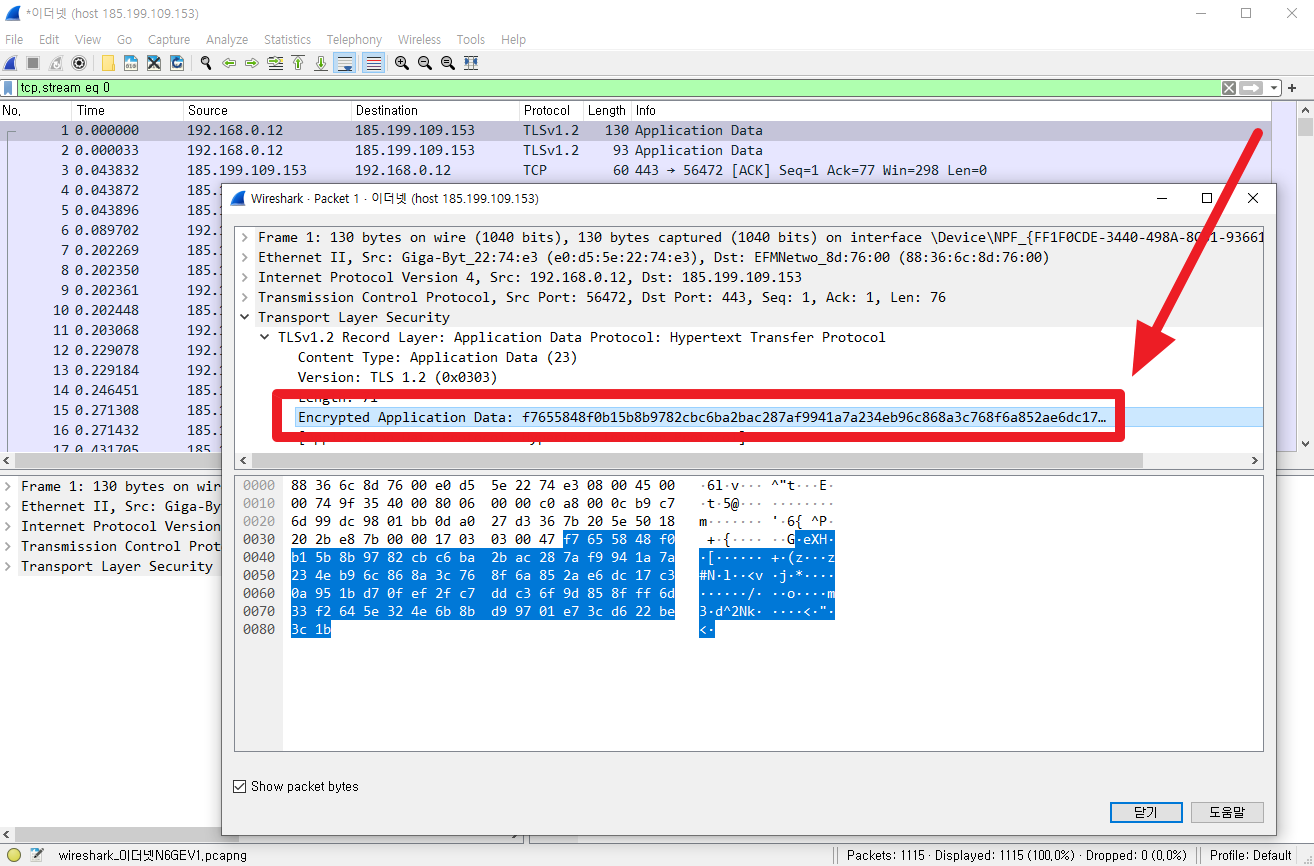 *이더넷 (host 185.199.109.153)
File Edit View Go Capture Analyze Statistics Telephony Wireless Tools Help
tcp.stream eq 0
No. Time Source Destination Protocol Length Info
1 0.000000 192.168.0.12 185.199.109.153 TLSv1.2 130 Application Data
2 0.000033 192.168.0.12 185.199.109.153 TLSv1.2 93 Application Data
3 0.043832 185.199.109.153 192.168.0.12 TCP 60 443 → 56472 [ACK] Seq=1 Ack=77 Win=298 Len=0
4 0.043872 185.1
5 0.043896 185.1
6 0.089702 192.1
7 0.202269 185.1
8 0.202350 185.1
9 0.202361 192.1
10 0.202448 185.1
11 0.203068 185.1
12 0.229078 192.1
13 0.229184 192.1
14 0.246451 185.1
15 0.271308 185.1
16 0.271432 185.1
17 0.431705 185.1
Wireshark · Packet 1 · 이더넷 (host 185.199.109.153)
Frame 1: 130 bytes on wire (1040 bits), 130 bytes captured (1040 bits) on interface \Device\NPF_{FF1F0CDE-3440-498A-8
1-93661
Ethernet II, Src: Giga-Byt_22:74:e3 (e0:d5:5e:22:74:e3), Dst: EFMNetwo_8d:76:00 (88:36:6c:8d:76:00)
Internet Protocol Version 4, Src: 192.168.0.12, Dst: 185.199.109.153
Transmission Control Protocol, Src Port: 56472, Dst Port: 443, Seq: 1, Ack: 1, Len: 76
Transport Layer Security
TLSv1.2 Record Layer: Application Data Protocol: Hypertext Transfer Protocol
Content Type: Application Data (23)
Version: TLS 1.2 (0x0303)
Length: 71
Encrypted Application Data: f7655848f0b15b8b9782cbc6ba2bac287af9941a7a234eb96c868a3c768f6a852ae6dc17…
0000 88 36 6c 8d 76 00 e0 d5 5e 22 74 e3 08 00 45 00 ·6l·v··· ^"t···E·
0010 00 74 9f 35 40 00 80 06 00 00 c0 a8 00 0c b9 c7 ·t·5@··· ········
0020 6d 99 dc 98 01 bb 0d a0 27 d3 36 7b 20 5e 50 18 m······· '·6{ ^P·
0030 20 2b e8 7b 00 00 17 03 03 00 47 f7 65 58 48 f0 +·{···· ··G·eXH·
0040 b1 5b 8b 97 82 cb c6 ba 2b ac 28 7a f9 94 1a 7a ·[······ +·(z···z
0050 23 4e b9 6c 86 8a 3c 76 8f 6a 85 2a e6 dc 17 c3 #N·l··<v ·j·*····
0060 0a 95 1b d7 0f ef 2f c7 dd c3 6f 9d 85 8f ff 6d ······/· ··o····m
0070 33 f2 64 5e 32 4e 6b 8b d9 97 01 e7 3c d6 22 be 3·d^2Nk· ····<·"·
0080 3c 1b <·
Frame 1: 130 bytes on wir
Ethernet II, Src: Giga-By
Internet Protocol Version
Transmission Control Prot
Transport Layer Security
Show packet bytes
닫기 도움말
wireshark_이더넷N6GEV1.pcapng Packets: 1115 · Displayed: 1115 (100.0%) · Dropped: 0 (0.0%) Profile: Default